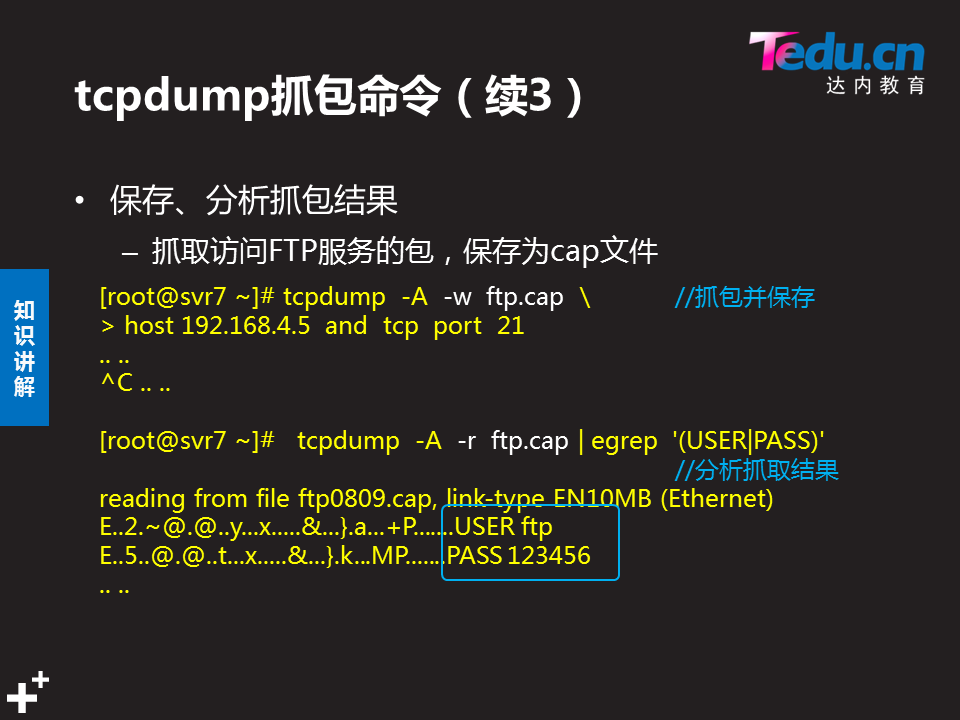 Tedu.cn
达内教育
tcpdump抓包命令（续3）
• 保存、分析抓包结果
– 抓取访问FTP服务的包，保存为cap文件
知识讲解
[root@svr7 ~]# tcpdump -A -w ftp.cap \ //抓包并保存
> host 192.168.4.5 and tcp port 21
.. ..
^C .. ..
[root@svr7 ~]# tcpdump -A -r ftp.cap | egrep '(USER|PASS)'
//分析抓取结果
reading from file ftp0809.cap, link-type EN10MB (Ethernet)
E..2.~@.@..y...x.....&...}.a...+P.......USER ftp
E..5..@.@..t...x.....&...}.k...MP.......PASS 123456
.. ..